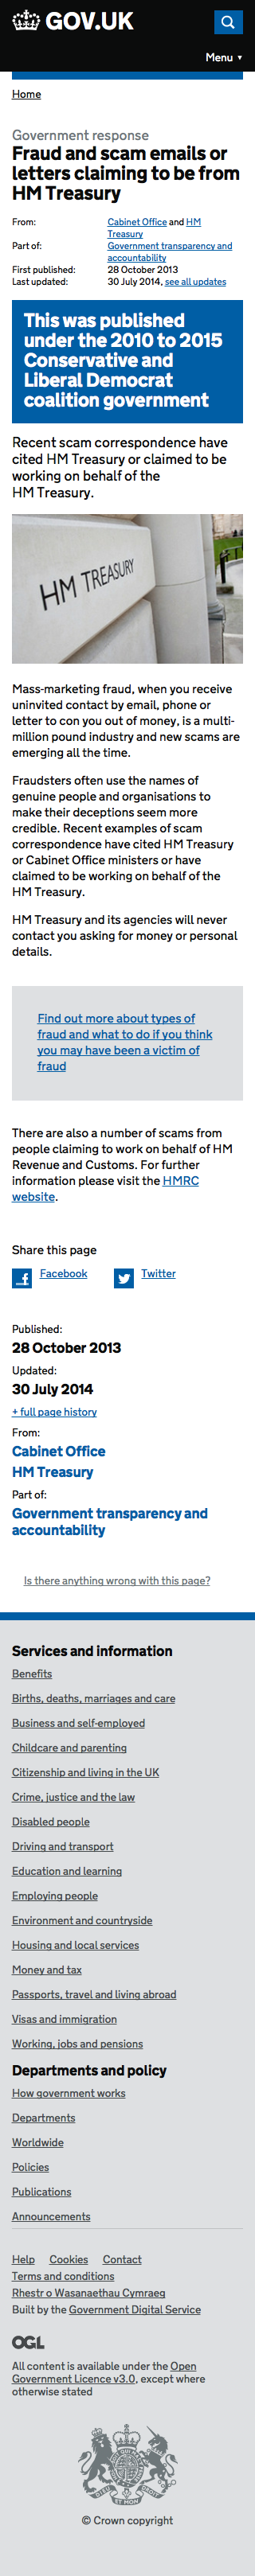 GOV.UK
Menu ▼
Home
Government response
Fraud and scam emails or
letters claiming to be from
HM Treasury
From:
Cabinet Office and HM
Treasury
Part of:
Government transparency and
accountability
First published:
28 October 2013
Last updated:
30 July 2014, see all updates
This was published
under the 2010 to 2015
Conservative and
Liberal Democrat
coalition government
Recent scam correspondence have
cited HM Treasury or claimed to be
working on behalf of the
HM Treasury.
HM TREASURY
Mass-marketing fraud, when you receive
uninvited contact by email, phone or
letter to con you out of money, is a multi-
million pound industry and new scams are
emerging all the time.
Fraudsters often use the names of
genuine people and organisations to
make their deceptions seem more
credible. Recent examples of scam
correspondence have cited HM Treasury
or Cabinet Office ministers or have
claimed to be working on behalf of the
HM Treasury.
HM Treasury and its agencies will never
contact you asking for money or personal
details.
Find out more about types of
fraud and what to do if you think
you may have been a victim of
fraud
There are also a number of scams from
people claiming to work on behalf of HM
Revenue and Customs. For further
information please visit the HMRC
website.
Share this page
Facebook
Twitter
Published:
28 October 2013
Updated:
30 July 2014
+ full page history
From:
Cabinet Office
HM Treasury
Part of:
Government transparency and
accountability
Is there anything wrong with this page?
Services and information
Benefits
Births, deaths, marriages and care
Business and self-employed
Childcare and parenting
Citizenship and living in the UK
Crime, justice and the law
Disabled people
Driving and transport
Education and learning
Employing people
Environment and countryside
Housing and local services
Money and tax
Passports, travel and living abroad
Visas and immigration
Working, jobs and pensions
Departments and policy
How government works
Departments
Worldwide
Policies
Publications
Announcements
Help Cookies Contact
Terms and conditions
Rhestr o Wasanaethau Cymraeg
Built by the Government Digital Service
OGL
All content is available under the Open
Government Licence v3.0, except where
otherwise stated
© Crown copyright